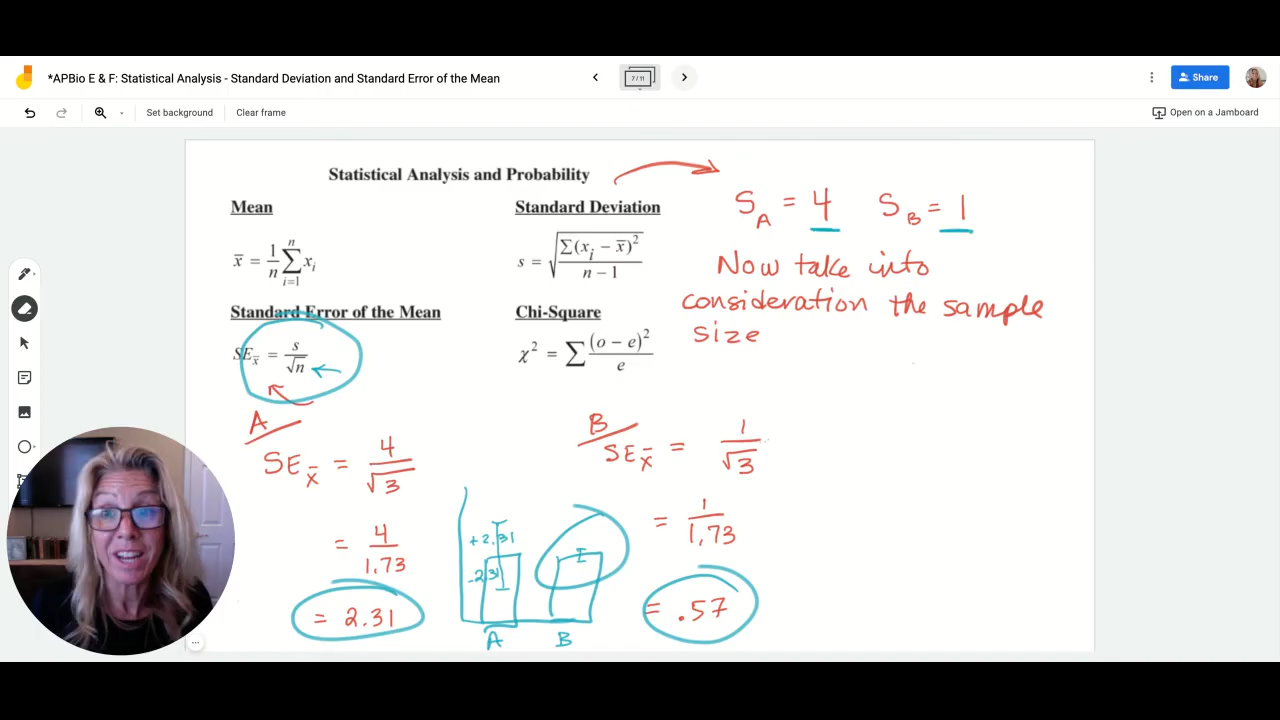 *APBio E & F: Statistical Analysis - Standard Deviation and Standard Error of the Mean
7 / 11
Share
Set background
Clear frame
Open on a Jamboard
Statistical Analysis and Probability
S_A = 4 S_B = 1
Mean
Standard Deviation
x̄ = 1/n ∑_{i=1}^{n} x_i
s = √(∑(x_i − x̄)² / (n − 1))
Now take into
consideration the sample
size
Standard Error of the Mean
Chi-Square
SE_x̄ = s/√n
χ² = ∑ (o − e)²/e
A
SE_x̄ = 4/√3
= 4/1.73
= 2.31
+2.31
-2.31
A B
B
SE_x̄ = 1/√3
= 1/1.73
= .57